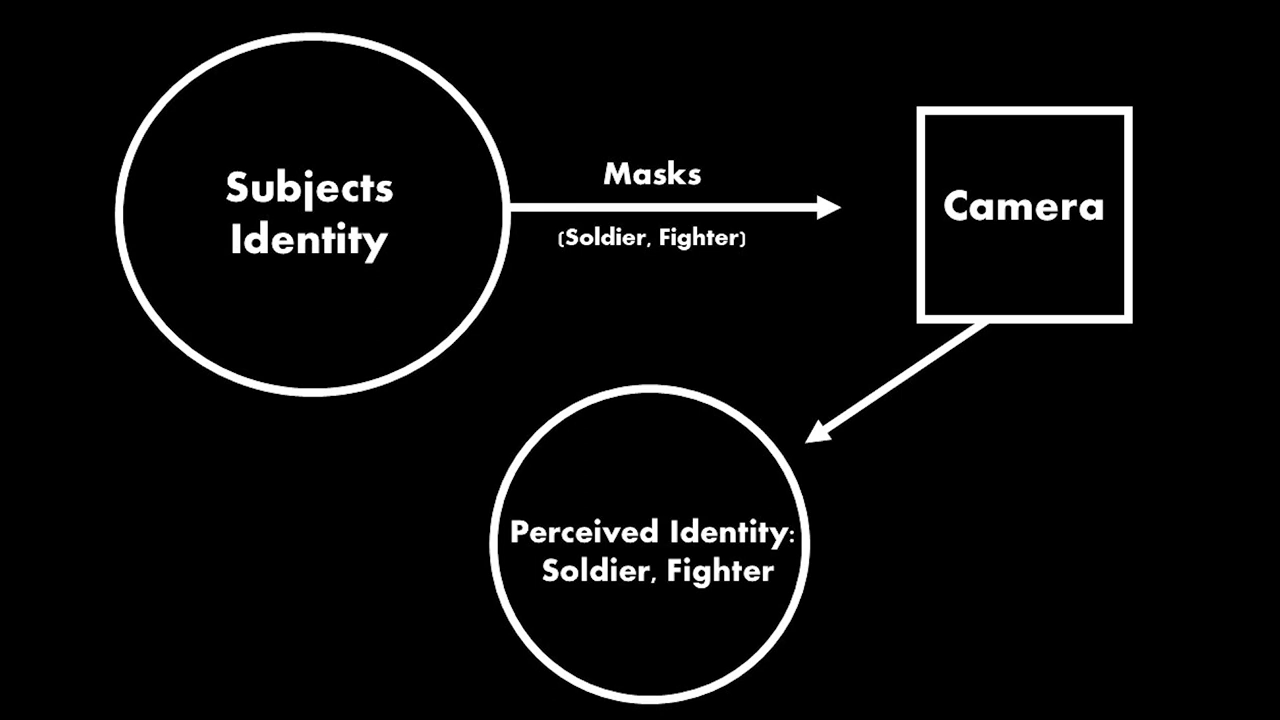 Subjects
Identity
Masks
(Soldier, Fighter)
Camera
Perceived Identity:
Soldier, Fighter